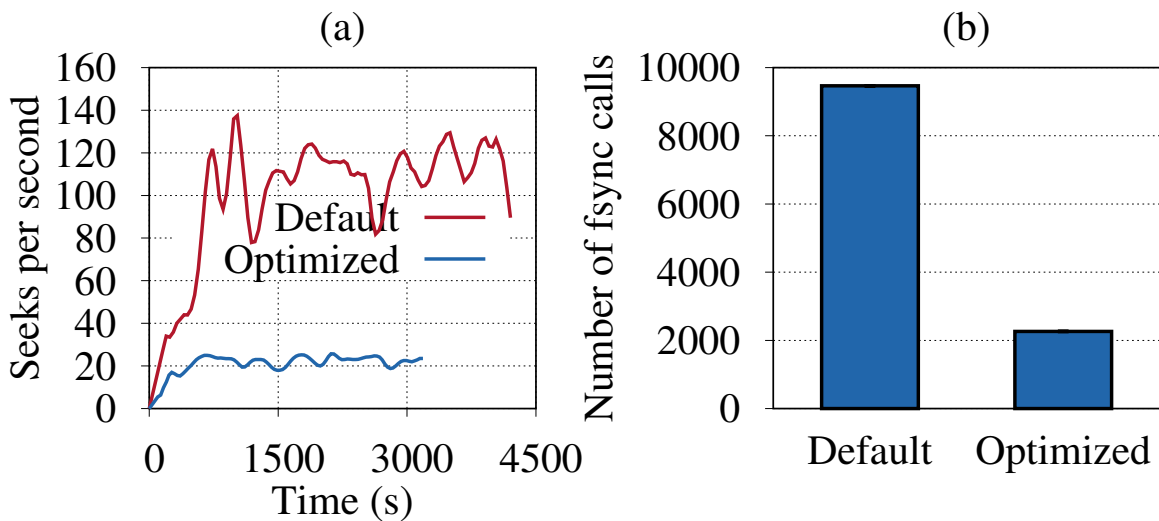 (a)
Seeks per second
160
140
120
100
80
60
40
20
0
Default
Optimized
0 1500 3000 4500
Time (s)
(b)
Number of fsync calls
10000
8000
6000
4000
2000
0
Default Optimized